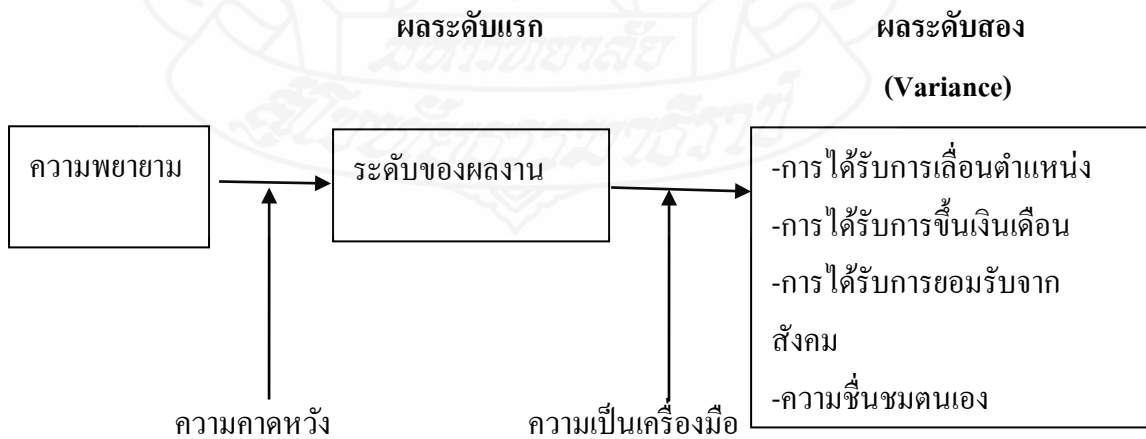 ผลระดับแรก
ผลระดับสอง
(Variance)
ความพยายาม
ระดับของผลงาน
-การได้รับการเลื่อนตำแหน่ง
-การได้รับการขึ้นเงินเดือน
-การได้รับการยอมรับจาก
สังคม
-ความชื่นชมตนเอง
ความคาดหวัง
ความเป็นเครื่องมือ